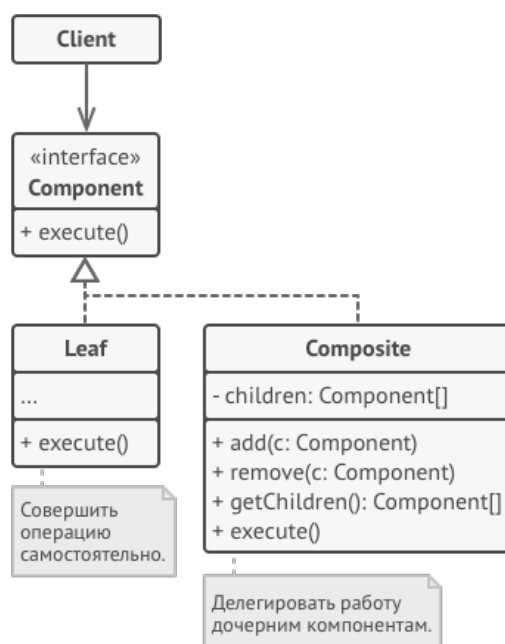 Client
«interface»
Component
+ execute()
Leaf
...
+ execute()
Совершить
операцию
самостоятельно.
Composite
- children: Component[]
+ add(c: Component)
+ remove(c: Component)
+ getChildren(): Component[]
+ execute()
Делегировать работу
дочерним компонентам.